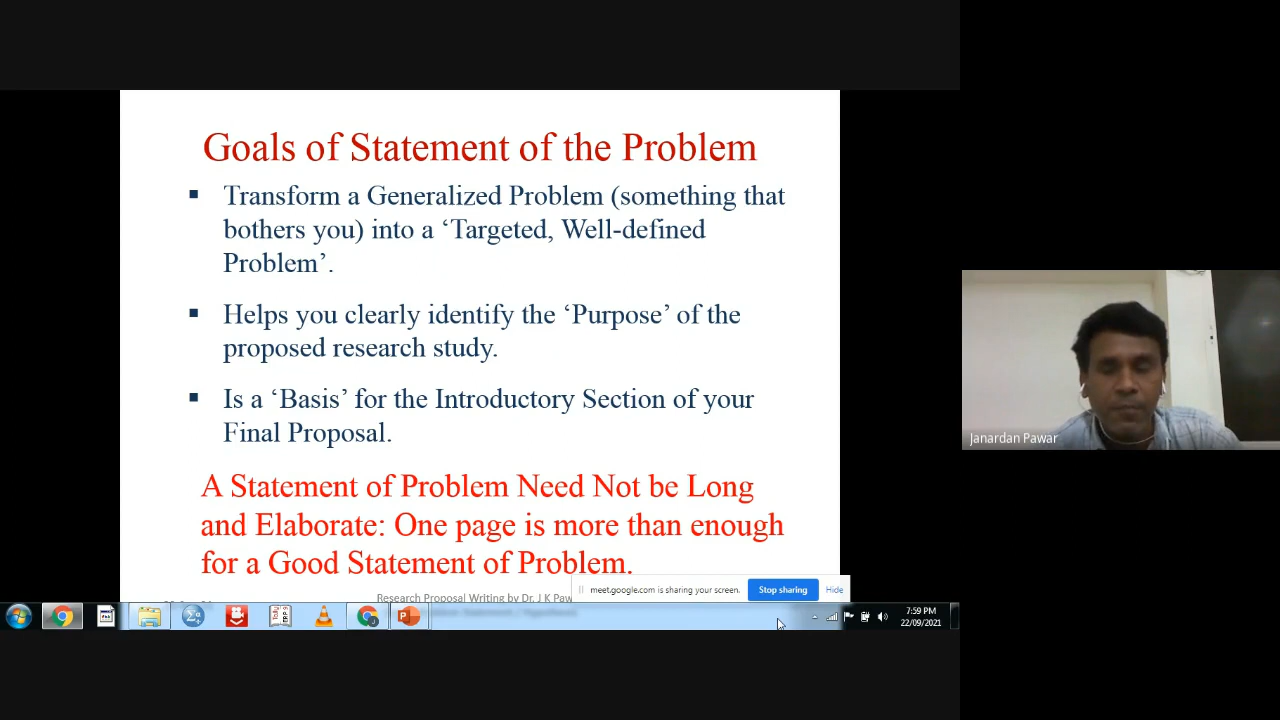 Goals of Statement of the Problem
▪ Transform a Generalized Problem (something that
bothers you) into a ‘Targeted, Well-defined
Problem’.
▪ Helps you clearly identify the ‘Purpose’ of the
proposed research study.
▪ Is a ‘Basis’ for the Introductory Section of your
Final Proposal.
A Statement of Problem Need Not be Long
and Elaborate: One page is more than enough
for a Good Statement of Problem.
Research Proposal Writing by Dr. J K Paw
meet.google.com is sharing your screen.
Stop sharing
Hide
7:59 PM
22/09/2021
Janardan Pawar